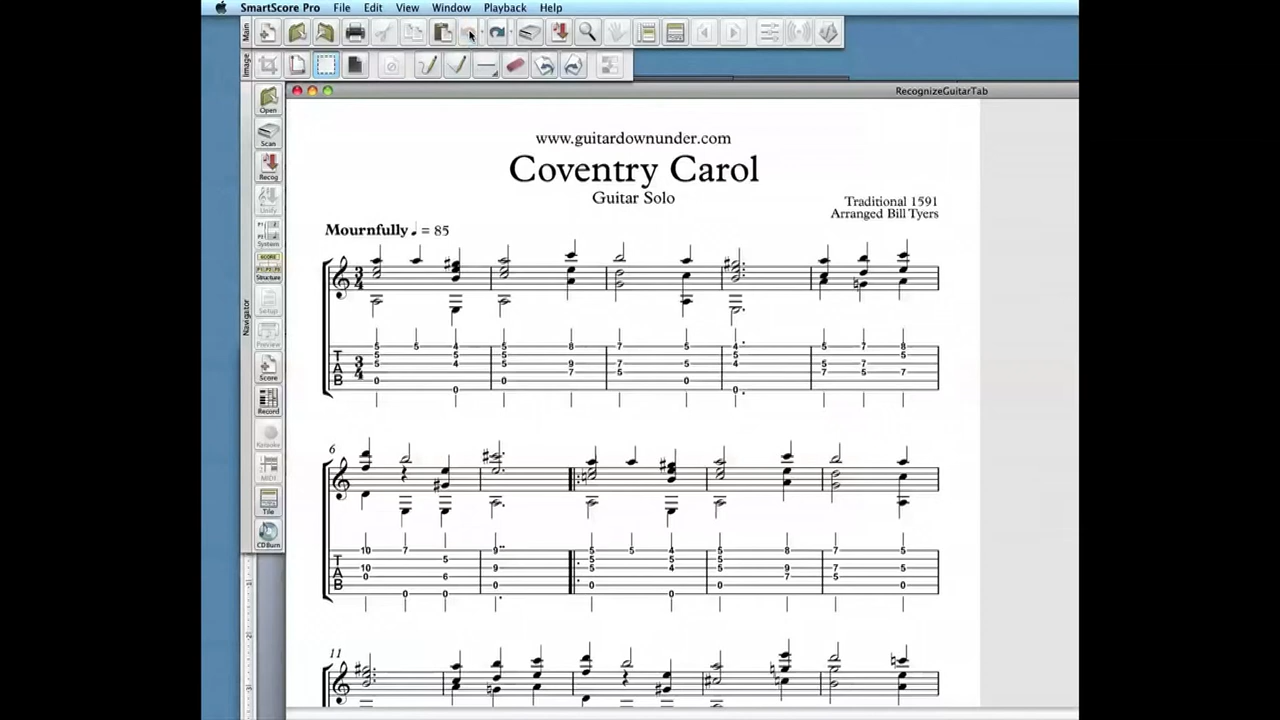 SmartScore Pro File Edit View Window Playback Help
Main
Image
RecognizeGuitarTab
Open
Scan
Recog
Unify
System
SCORE
Structure
Setup
Navigator
Preview
Score
Record
Karaoke
MIDI
Tile
CD Burn
www.guitardownunder.com
Coventry Carol
Guitar Solo
Traditional 1591
Arranged Bill Tyers
Mournfully ♩ = 85
T
A
B
6
T
A
B
11